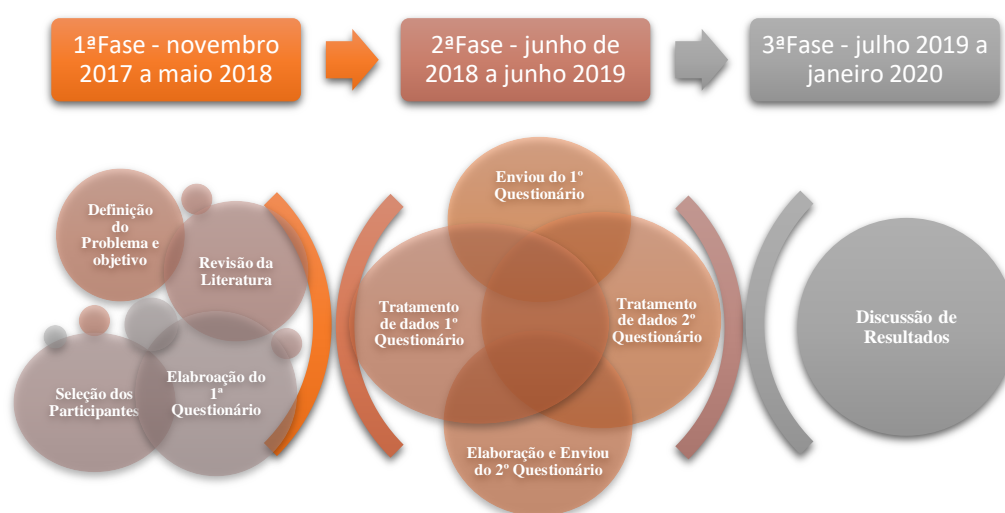 1ªFase - novembro
2017 a maio 2018
2ªFase - junho de
2018 a junho 2019
3ªFase - julho 2019 a
janeiro 2020
Definição
do
Problema e
objetivo
Revisão da
Literatura
Seleção dos
Participantes
Elabroação do
1ª
Questionário
Enviou do 1º
Questionário
Tratamento
de dados 1º
Questionário
Tratamento
de dados 2º
Questionário
Elaboração e Enviou
do 2º Questionário
Discussão de
Resultados